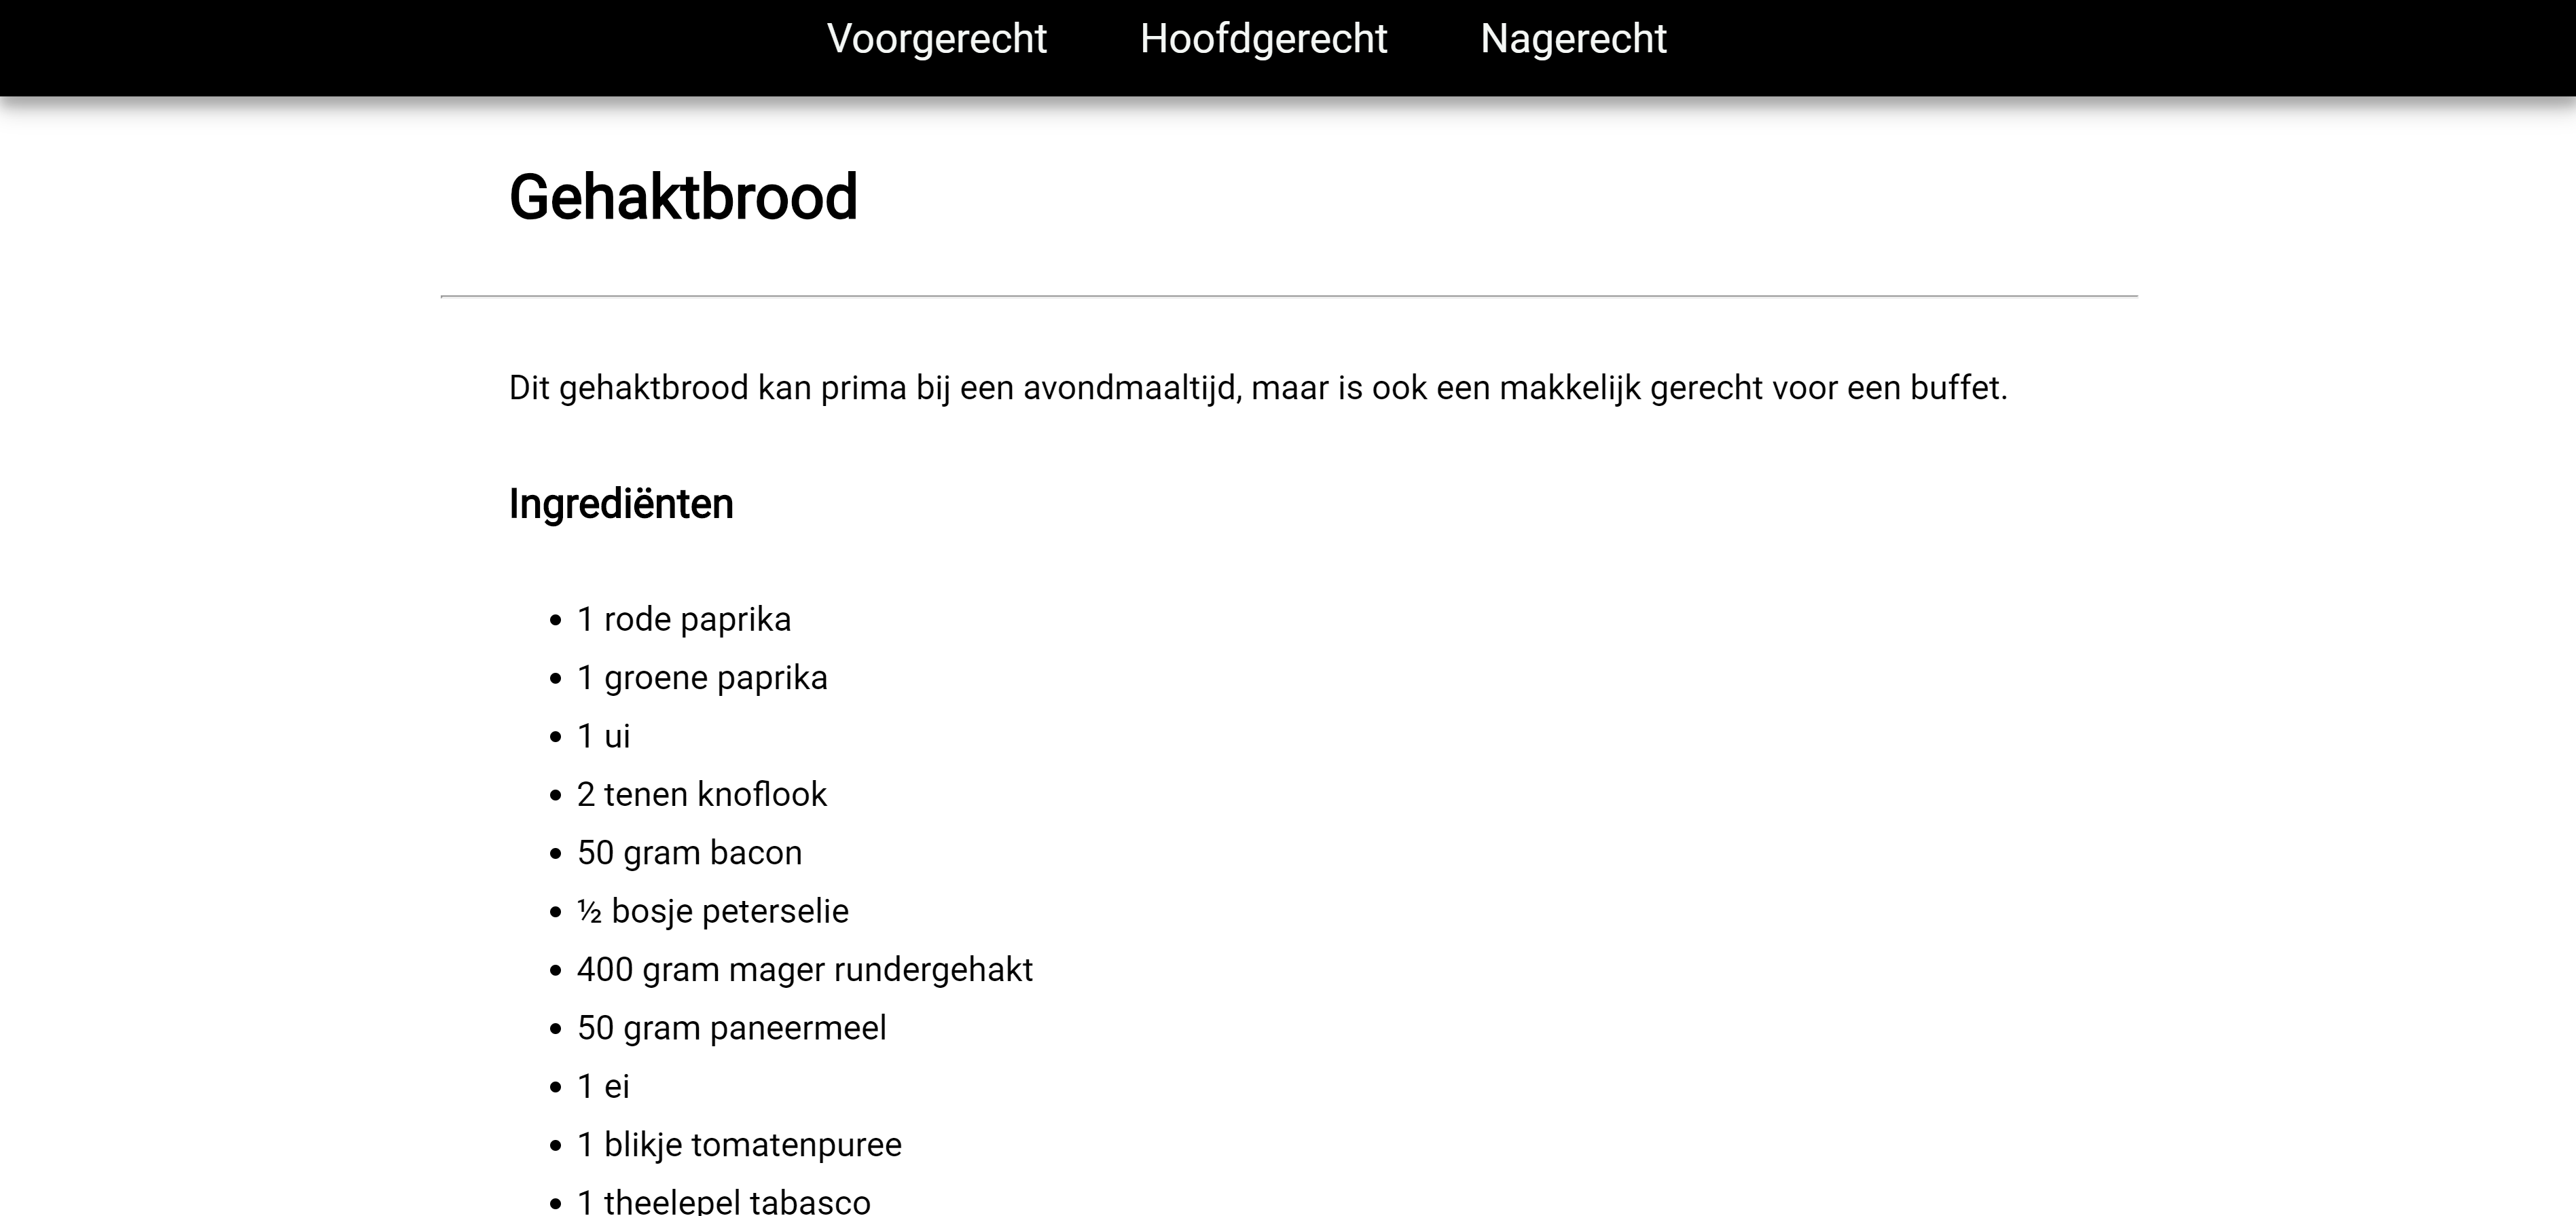 Voorgerecht Hoofdgerecht Nagerecht
Gehaktbrood
Dit gehaktbrood kan prima bij een avondmaaltijd, maar is ook een makkelijk gerecht voor een buffet.
Ingrediënten
1 rode paprika
1 groene paprika
1 ui
2 tenen knoflook
50 gram bacon
½ bosje peterselie
400 gram mager rundergehakt
50 gram paneermeel
1 ei
1 blikje tomatenpuree
1 theelepel tabasco